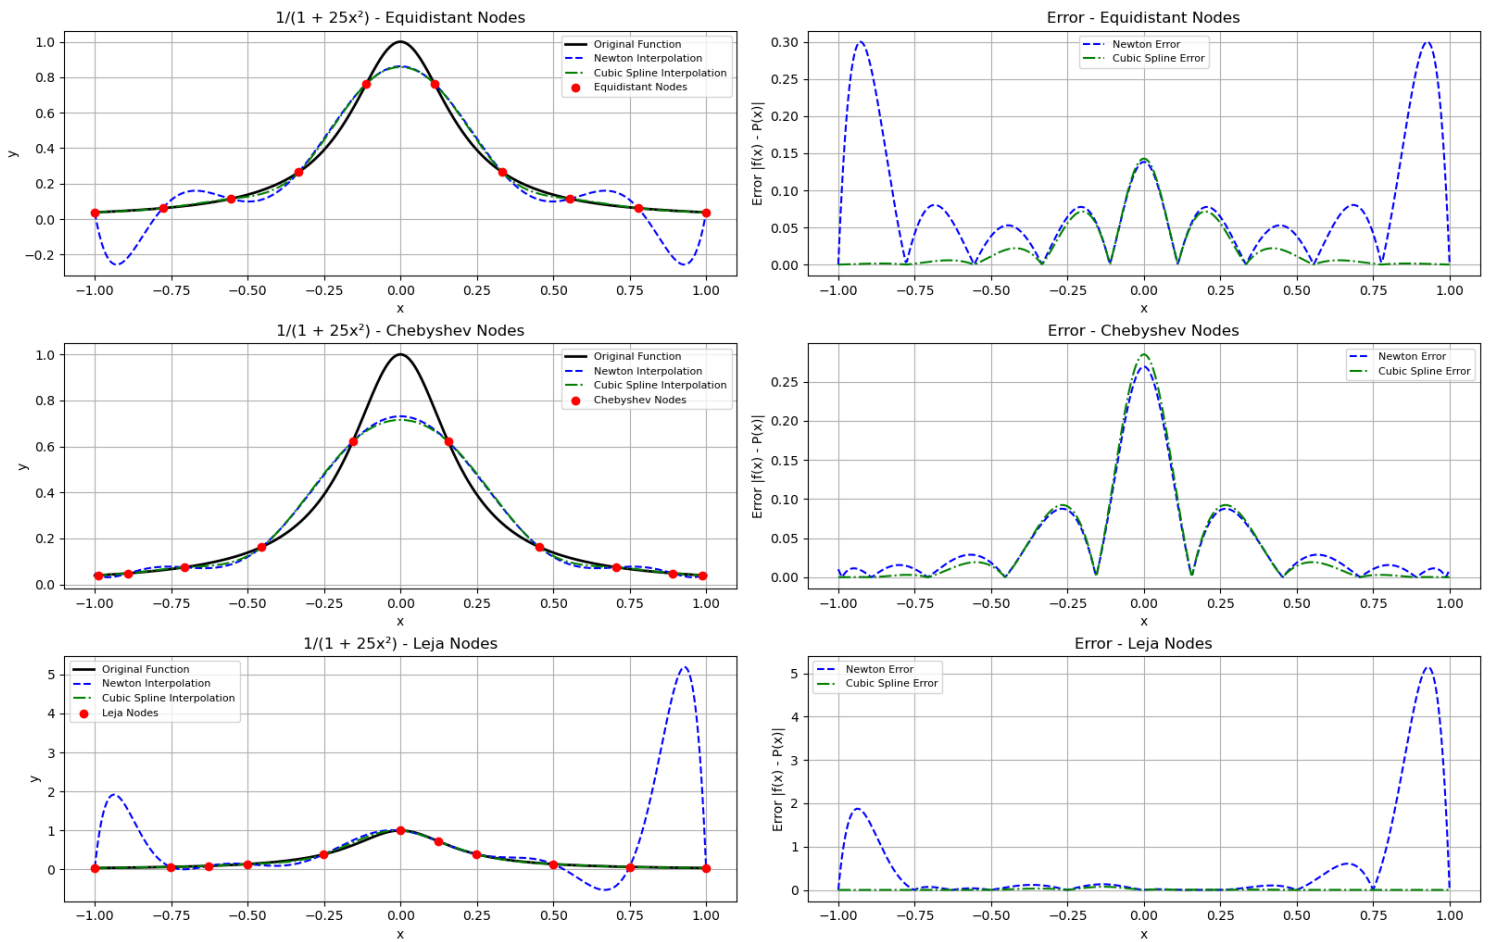 1/(1 + 25x²) - Equidistant Nodes
Original Function
Newton Interpolation
Cubic Spline Interpolation
Equidistant Nodes
y
1.0
0.8
0.6
0.4
0.2
0.0
−0.2
−1.00 −0.75 −0.50 −0.25 0.00 0.25 0.50 0.75 1.00
x
Error - Equidistant Nodes
Newton Error
Cubic Spline Error
Error |f(x) - P(x)|
0.30
0.25
0.20
0.15
0.10
0.05
0.00
−1.00 −0.75 −0.50 −0.25 0.00 0.25 0.50 0.75 1.00
x
1/(1 + 25x²) - Chebyshev Nodes
Original Function
Newton Interpolation
Cubic Spline Interpolation
Chebyshev Nodes
y
1.0
0.8
0.6
0.4
0.2
0.0
−1.00 −0.75 −0.50 −0.25 0.00 0.25 0.50 0.75 1.00
x
Error - Chebyshev Nodes
Newton Error
Cubic Spline Error
Error |f(x) - P(x)|
0.25
0.20
0.15
0.10
0.05
0.00
−1.00 −0.75 −0.50 −0.25 0.00 0.25 0.50 0.75 1.00
x
1/(1 + 25x²) - Leja Nodes
Original Function
Newton Interpolation
Cubic Spline Interpolation
Leja Nodes
y
5
4
3
2
1
0
−1.00 −0.75 −0.50 −0.25 0.00 0.25 0.50 0.75 1.00
x
Error - Leja Nodes
Newton Error
Cubic Spline Error
Error |f(x) - P(x)|
5
4
3
2
1
0
−1.00 −0.75 −0.50 −0.25 0.00 0.25 0.50 0.75 1.00
x